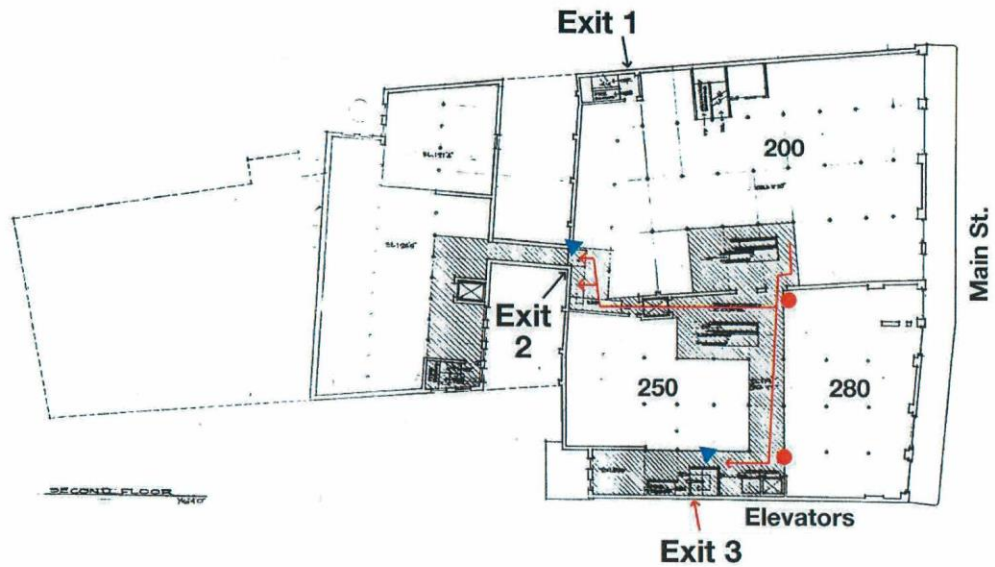 Exit 1
200
Main St.
Exit
2
250
280
SECOND FLOOR
Elevators
Exit 3